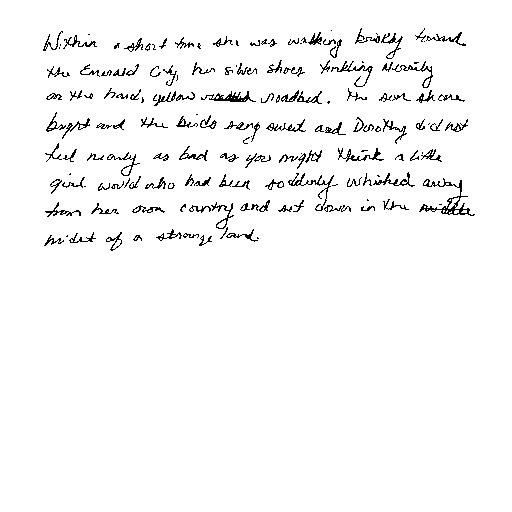 Within a short time she was walking briskly toward
the Emerald City, her silver shoes tinkling merrily
on the hard, yellow roadbed. The sun shone
bright and the birds sang sweet and Dorothy did not
feel nearly as bad as you might think a little
girl would who had been suddenly whisked away
from her own country and set down in the middle
midst of a strange land.